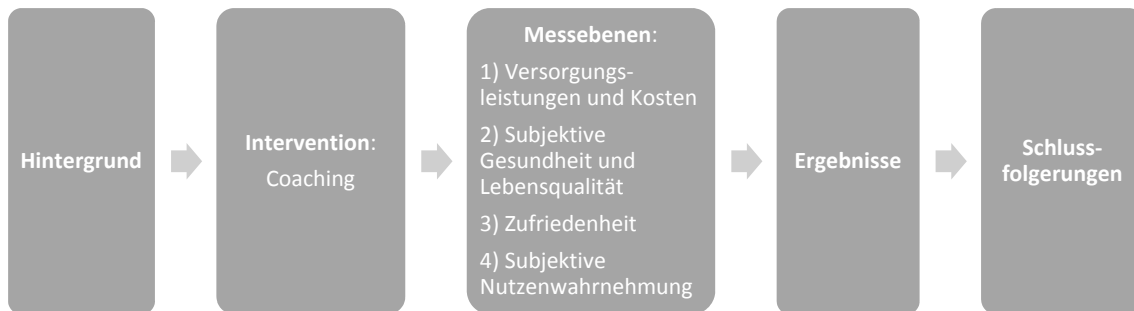 Hintergrund
Intervention:
Coaching
Messebenen:
1) Versorgungs-
leistungen und Kosten
2) Subjektive
Gesundheit und
Lebensqualität
3) Zufriedenheit
4) Subjektive
Nutzenwahrnehmung
Ergebnisse
Schluss-
folgerungen